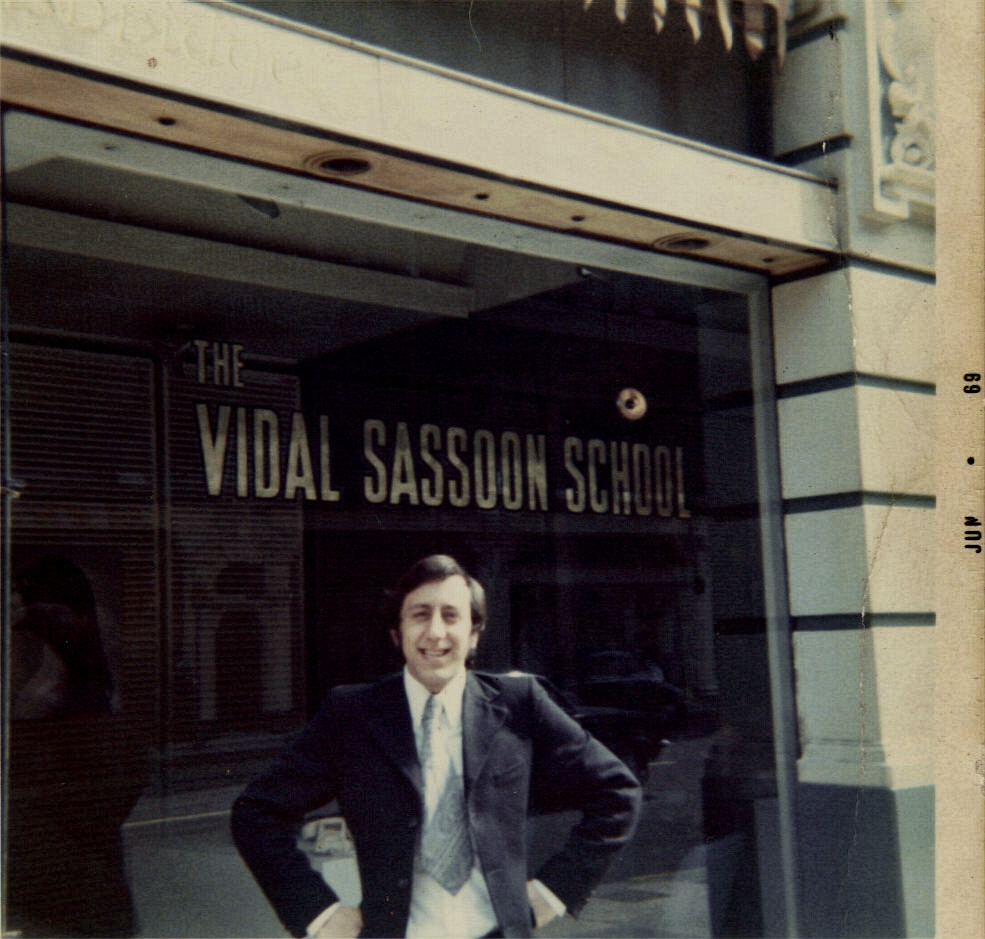 THE
VIDAL SASSOON SCHOOL
JUN • 69